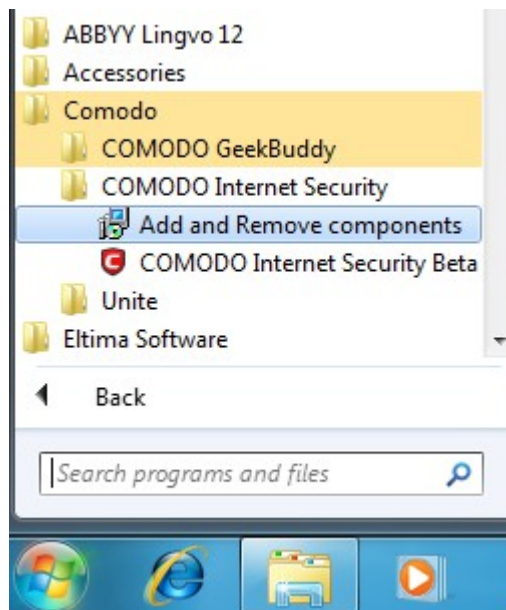 ABBYY Lingvo 12
Accessories
Comodo
COMODO GeekBuddy
COMODO Internet Security
Add and Remove components
COMODO Internet Security Beta
Unite
Eltima Software
Back
Search programs and files